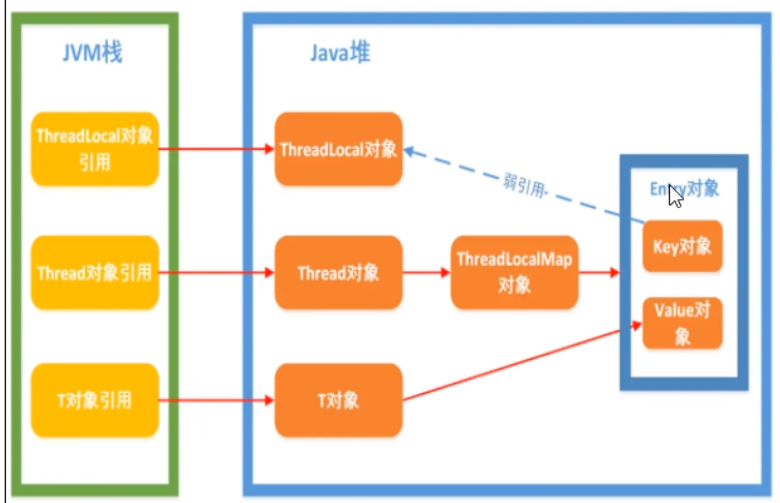 JVM栈
Java堆
ThreadLocal对象
引用
ThreadLocal对象
弱引用
Entry对象
Key对象
Thread对象引用
Thread对象
ThreadLocalMap
对象
Value对
象
T对象引用
T对象